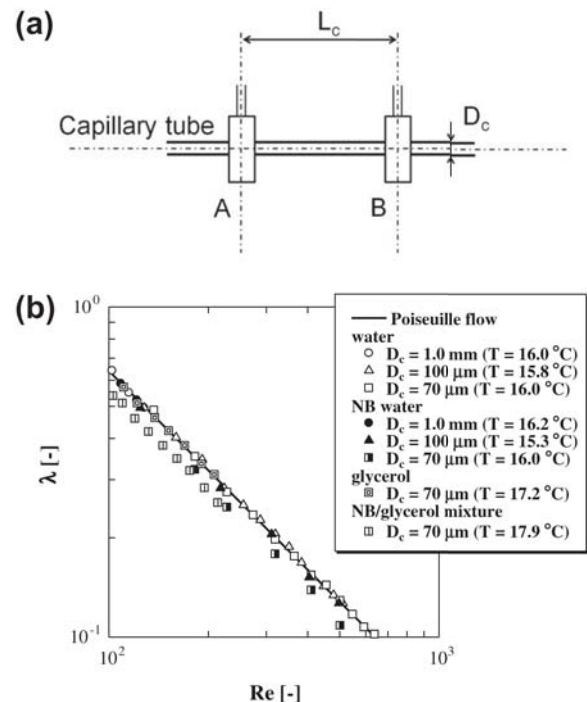 (a)
L_c
D_c
Capillary tube
A
B
(b)
10^0
λ [-]
10^-1
10^2
10^3
Re [-]
Poiseuille flow
water
D_c = 1.0 mm (T = 16.0 °C)
D_c = 100 μm (T = 15.8 °C)
D_c = 70 μm (T = 16.0 °C)
NB water
D_c = 1.0 mm (T = 16.2 °C)
D_c = 100 μm (T = 15.3 °C)
D_c = 70 μm (T = 16.0 °C)
glycerol
D_c = 70 μm (T = 17.2 °C)
NB/glycerol mixture
D_c = 70 μm (T = 17.9 °C)